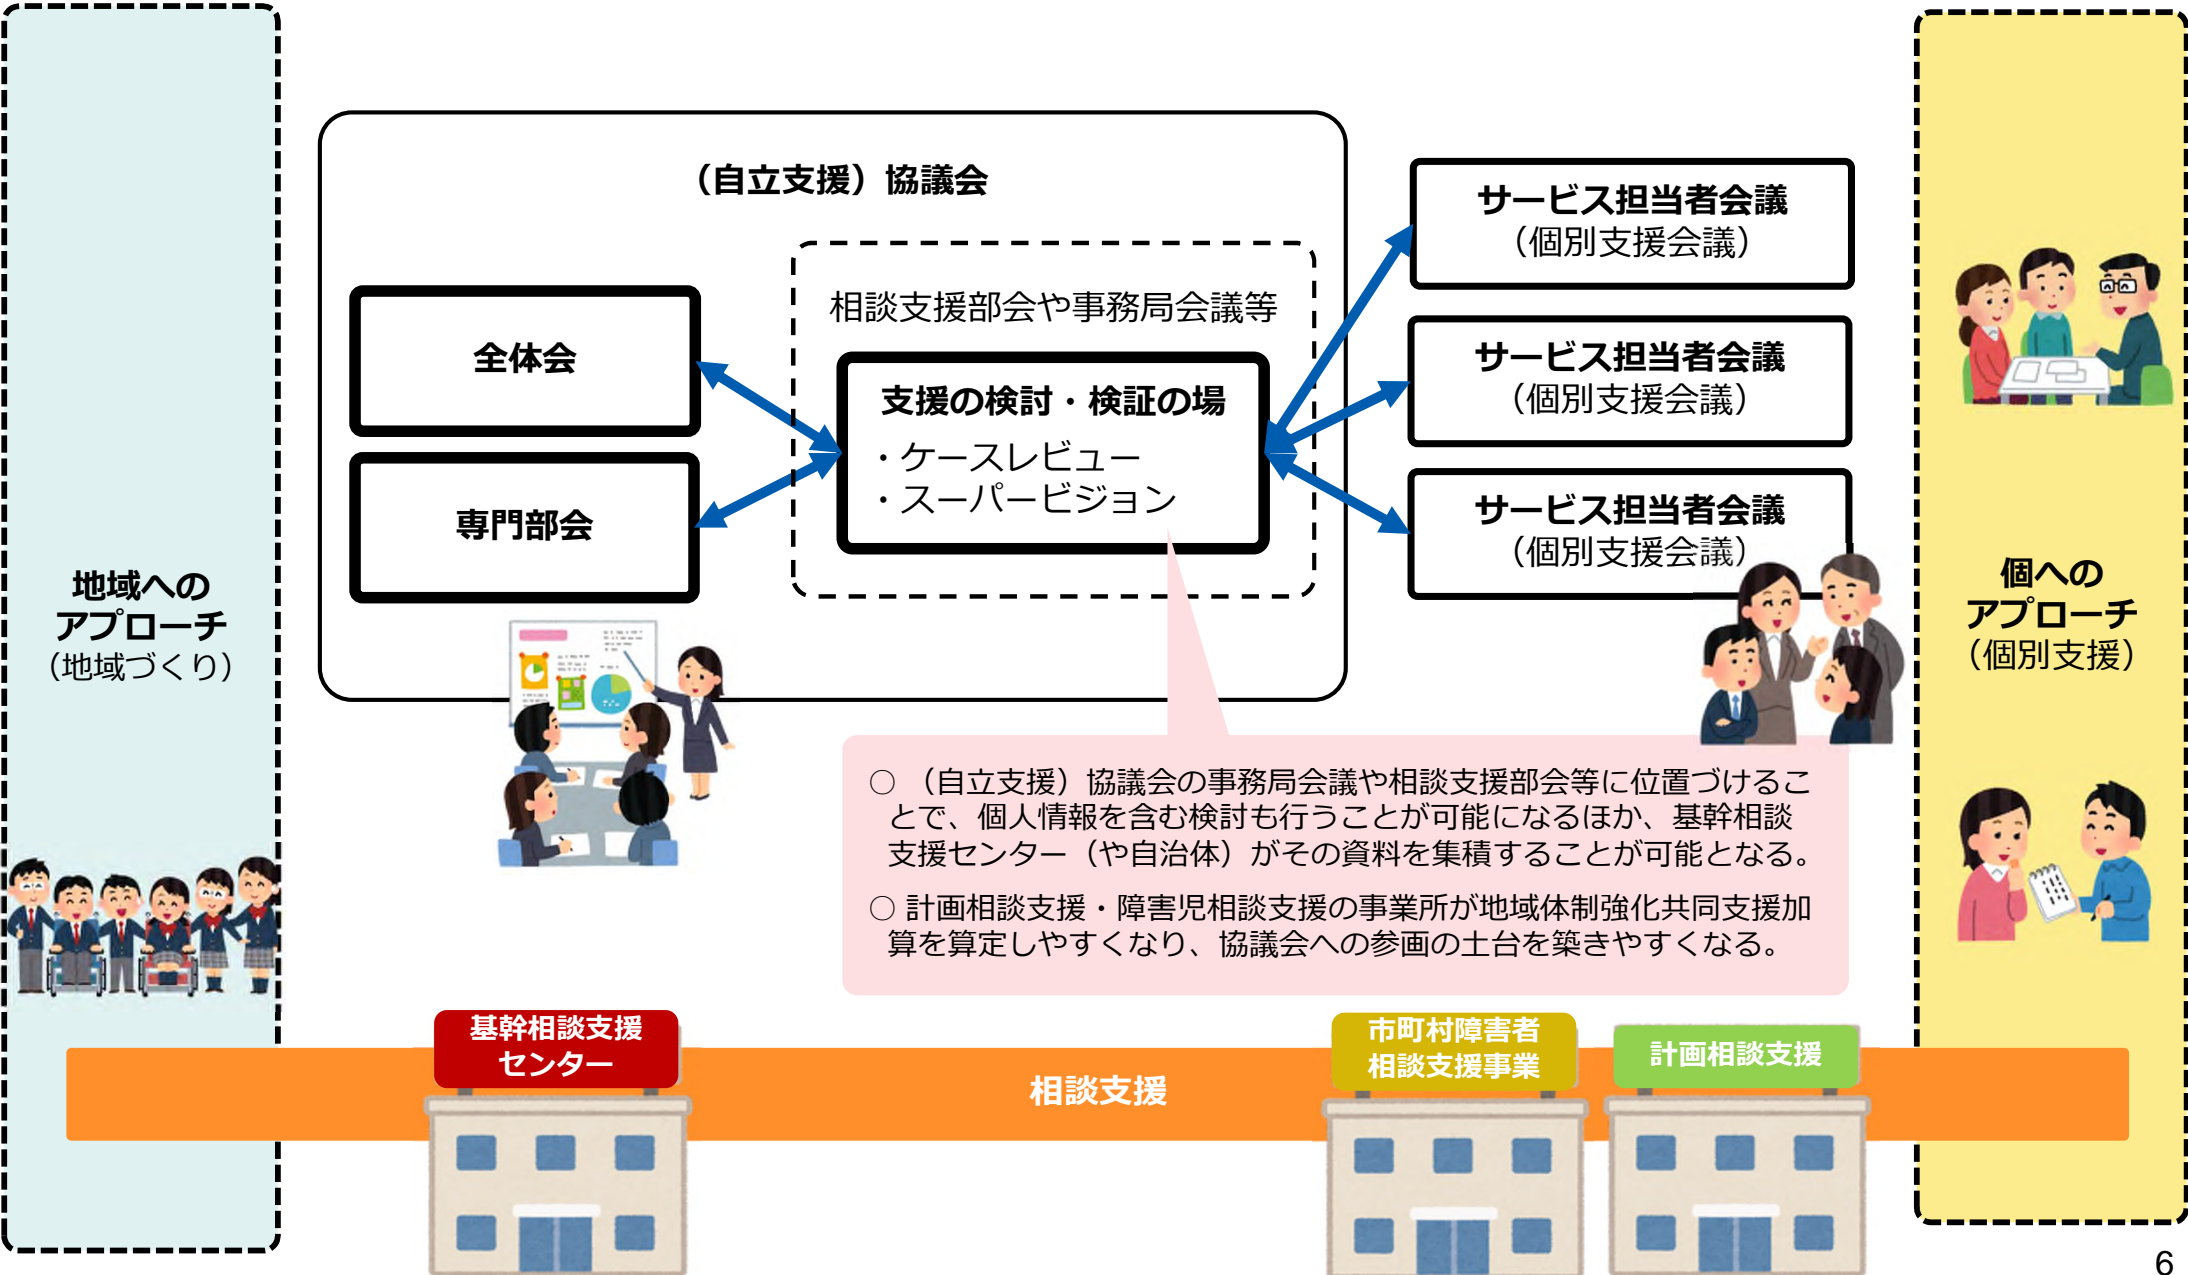 （自立支援）協議会
相談支援部会や事務局会議等
全体会
専門部会
支援の検討・検証の場
・ケースレビュー
・スーパービジョン
サービス担当者会議
（個別支援会議）
サービス担当者会議
（個別支援会議）
サービス担当者会議
（個別支援会議）
地域への
アプローチ
（地域づくり）
個への
アプローチ
（個別支援）
○ （自立支援）協議会の事務局会議や相談支援部会等に位置づけるこ
とで、個人情報を含む検討も行うことが可能になるほか、基幹相談
支援センター（や自治体）がその資料を集積することが可能となる。
○ 計画相談支援・障害児相談支援の事業所が地域体制強化共同支援加
算を算定しやすくなり、協議会への参画の土台を築きやすくなる。
基幹相談支援
センター
相談支援
市町村障害者
相談支援事業
計画相談支援
6